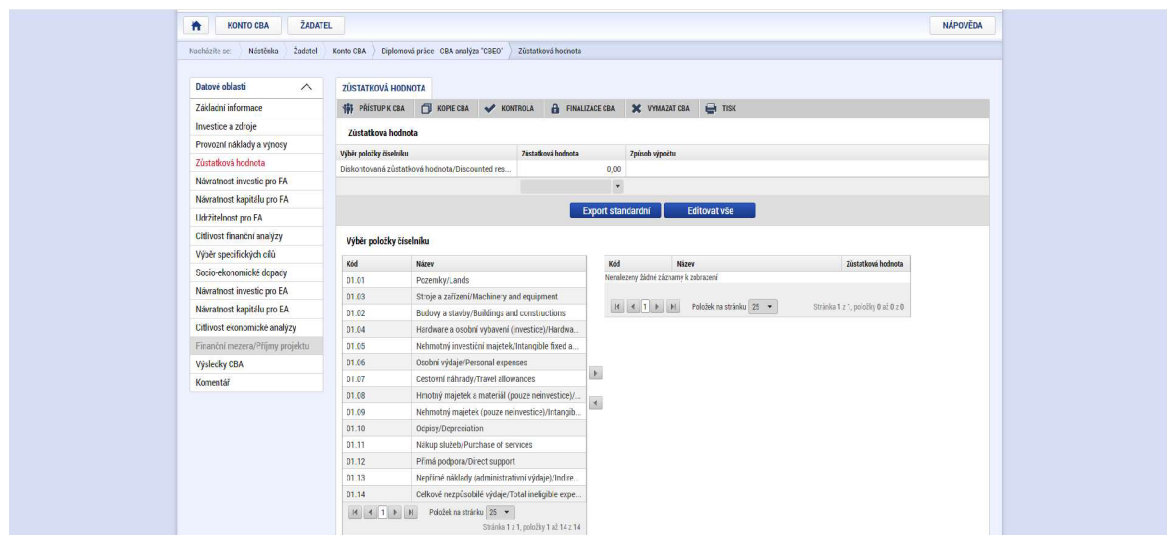 KONTO CBA ŽADATEL NÁPOVĚDA
Nacházíte se: Nástěnka Žadatel Konto CBA Diplomová práce CBA analýza "CBEO" Zůstatková hodnota
Datové oblasti
Základní informace
Investice a zdroje
Provozní náklady a výnosy
Zůstatková hodnota
Návratnost investic pro FA
Návratnost kapitálu pro FA
Udržitelnost pro FA
Citlivost finanční analýzy
Výběr specifických cílů
Socio-ekonomické dopady
Návratnost investic pro EA
Návratnost kapitálu pro EA
Citlivost ekonomické analýzy
Finanční mezera/Příjmy projektu
Výsledky CBA
Komentář
ZŮSTATKOVÁ HODNOTA
PŘÍSTUP K CBA KOPIE CBA KONTROLA FINALIZACE CBA VYMAZAT CBA TISK
Zůstatková hodnota
Výběr položky číselníku Zůstatková hodnota Způsob výpočtu
Diskontovaná zůstatková hodnota/Discounted res... 0,00
Export standardní Editovat vše
Výběr položky číselníku
Kód Název
01.01 Pozemky/Lands
01.03 Stroje a zařízení/Machinery and equipment
01.02 Budovy a stavby/Buildings and constructions
01.04 Hardware a osobní vybavení (investice)/Hardwa...
01.05 Nehmotný investiční majetek/Intangible fixed a...
01.06 Osobní výdaje/Personal expenses
01.07 Cestovní náhrady/Travel allowances
01.08 Hmotný majetek a materiál (pouze neinvestice)/...
01.09 Nehmotný majetek (pouze neinvestice)/Intangib...
01.10 Odpisy/Depreciation
01.11 Nákup služeb/Purchase of services
01.12 Přímá podpora/Direct support
01.13 Nepřímé náklady (administrativní výdaje)/Indire...
01.14 Celkové nezpůsobilé výdaje/Total ineligible expe...
1 Položek na stránku 25
Stránka 1 z 1, položky 1 až 14 z 14
Kód Název Zůstatková hodnota
Nenalezeny žádné záznamy k zobrazení
1 Položek na stránku 25 Stránka 1 z 1, položky 0 až 0 z 0